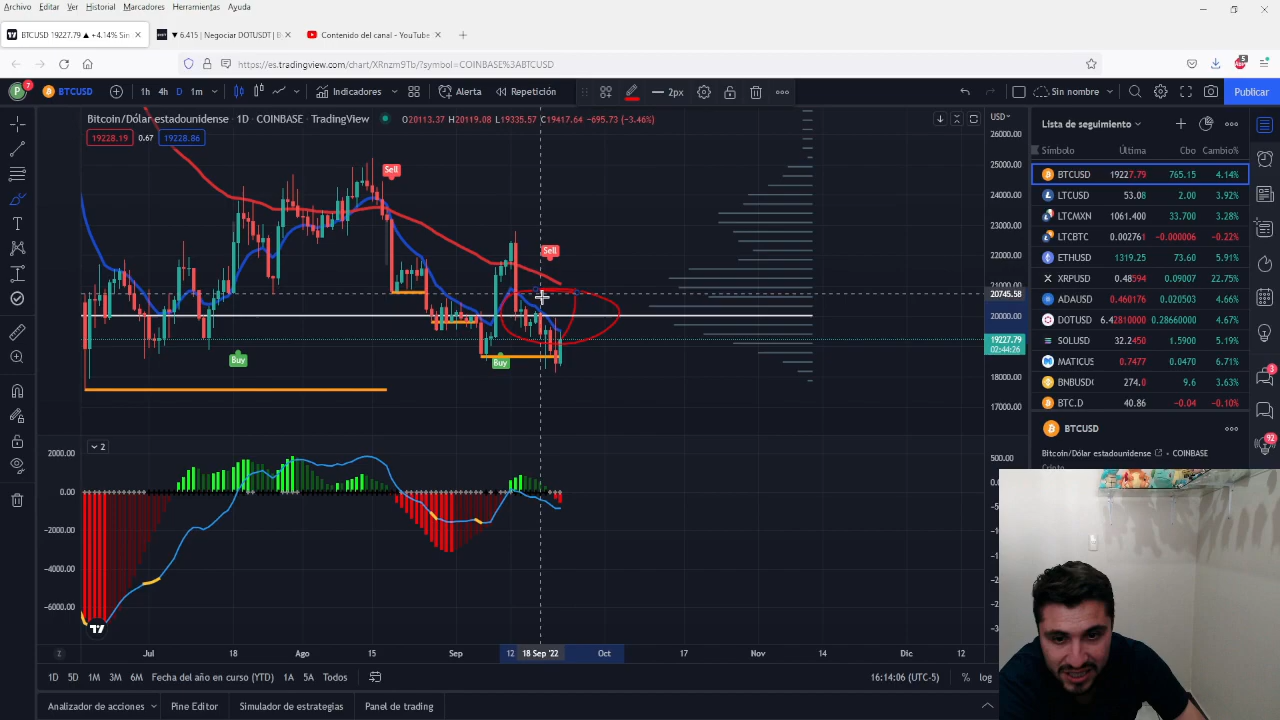 Archivo Editar Ver Historial Marcadores Herramientas Ayuda
BTCUSD 19227.79 ▲ +4.14% Sin
▼ 6.415 | Negociar DOTUSDT |
Contenido del canal - YouTube
https://es.tradingview.com/chart/XRnzm9Tb/?symbol=COINBASE%3ABTCUSD
P 7 BTCUSD 1h 4h D 1m Indicadores Alerta Repetición 2px Sin nombre Publicar
Bitcoin/Dólar estadounidense · 1D · COINBASE · TradingView O20113.37 H20119.08 L19335.57 C19417.64 −695.73 (−3.46%)
19228.19 0.67 19228.86
USD
26000.00
25000.00
24000.00
23000.00
22000.00
21000.00
20745.58
20000.00
19227.79
02:44:26
18000.00
17000.00
Sell
Sell
Buy
Buy
2
2000.00
0.00
-2000.00
-4000.00
-6000.00
500.00
Jul 18 Ago 15 Sep 12 18 Sep '22 Oct 17 Nov 14 Dic 12
1D 5D 1M 3M 6M Fecha del año en curso (YTD) 1A 5A Todos
16:14:06 (UTC-5) % log
Analizador de acciones Pine Editor Simulador de estrategias Panel de trading
Lista de seguimiento
Símbolo Última Cbo Cambio%
BTCUSD 19227.79 765.15 4.14%
LTCUSD 53.08 2.00 3.92%
LTCMXN 1061.400 33.700 3.28%
LTCBTC 0.002761 -0.000006 -0.22%
ETHUSD 1319.25 73.60 5.91%
XRPUSD 0.48594 0.09007 22.75%
ADAUSD 0.460176 0.020503 4.66%
DOTUSD 6.42810000 0.28660000 4.67%
SOLUSD 32.2450 1.5900 5.19%
MATICUS 0.7477 0.0470 6.71%
BNBUSD 274.0 9.6 3.63%
BTC.D 40.86 -0.04 -0.10%
BTCUSD
Bitcoin/Dólar estadounidense · COINBASE
3
92